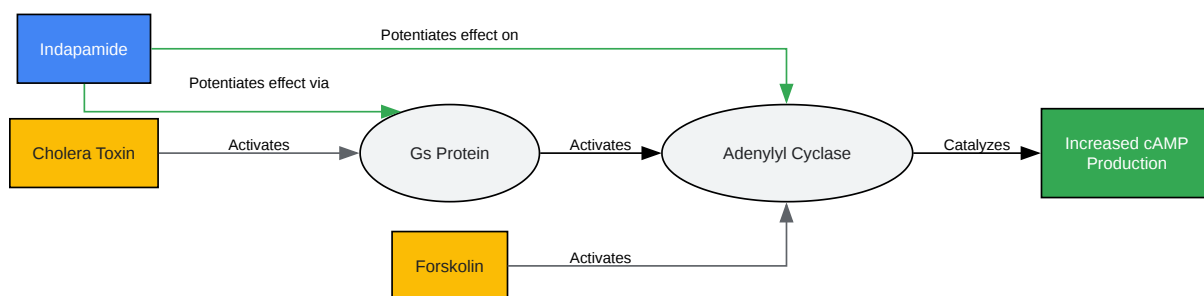 Indapamide
Potentiates effect on
Potentiates effect via
Cholera Toxin
Activates
Gs Protein
Activates
Adenylyl Cyclase
Catalyzes
Increased cAMP
Production
Forskolin
Activates